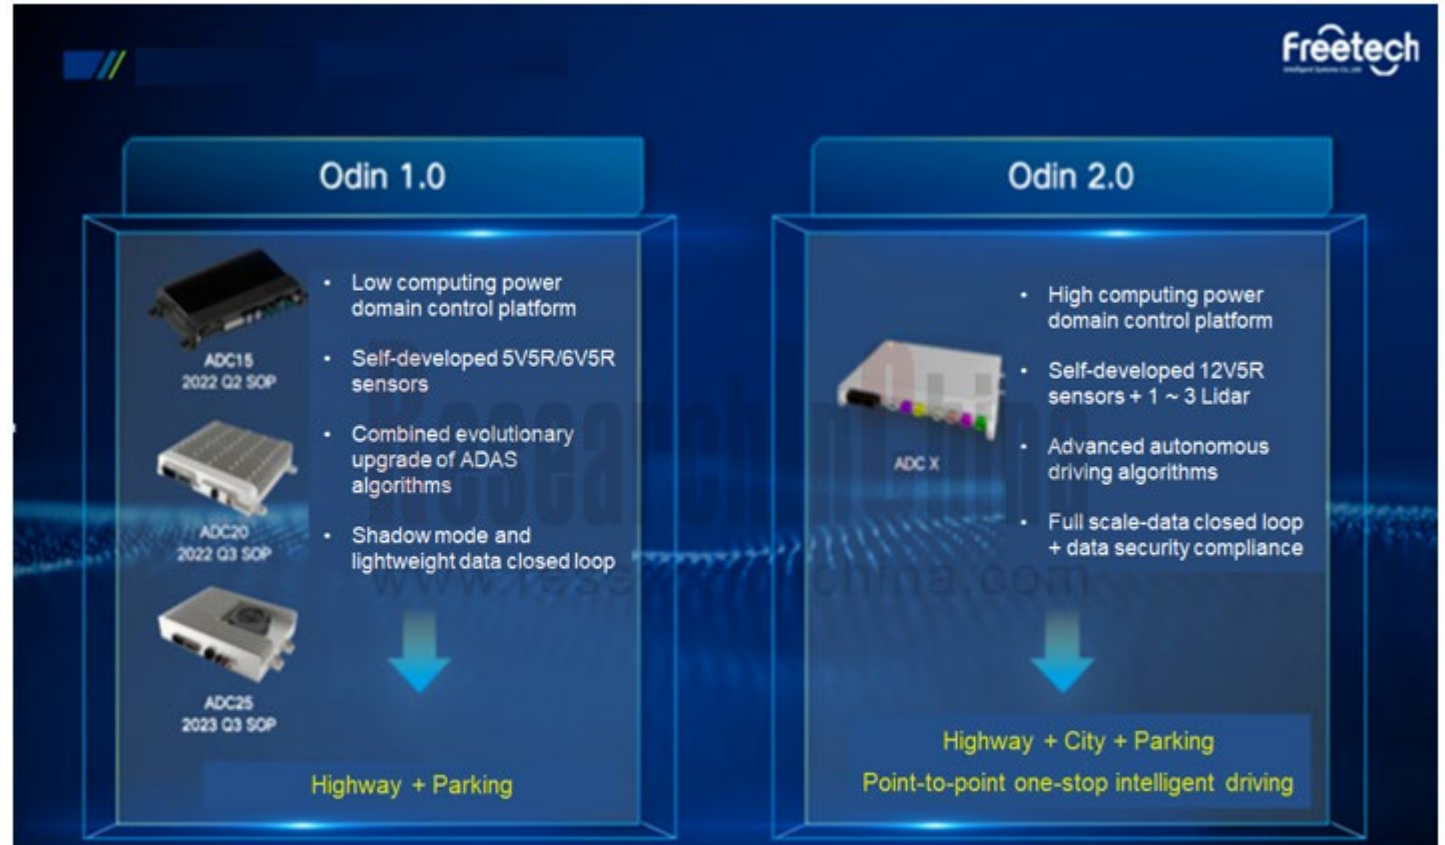 Freetech
Odin 1.0
ADC15
2022 Q2 SOP
ADC20
2022 Q3 SOP
ADC25
2023 Q3 SOP
• Low computing power
domain control platform
• Self-developed 5V5R/6V5R
sensors
• Combined evolutionary
upgrade of ADAS
algorithms
• Shadow mode and
lightweight data closed loop
Highway + Parking
Odin 2.0
ADC X
• High computing power
domain control platform
• Self-developed 12V5R
sensors + 1 ~ 3 Lidar
• Advanced autonomous
driving algorithms
• Full scale-data closed loop
+ data security compliance
Highway + City + Parking
Point-to-point one-stop intelligent driving
ResearchInChina
www.researchinchina.com